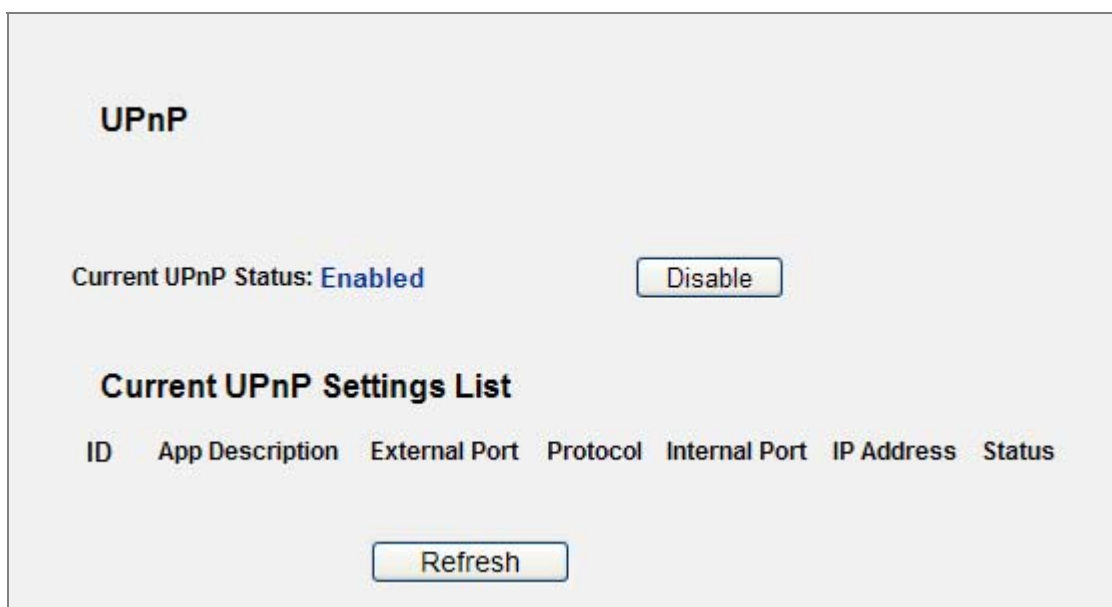 UPnP
Current UPnP Status: Enabled Disable
Current UPnP Settings List
ID App Description External Port Protocol Internal Port IP Address Status
Refresh